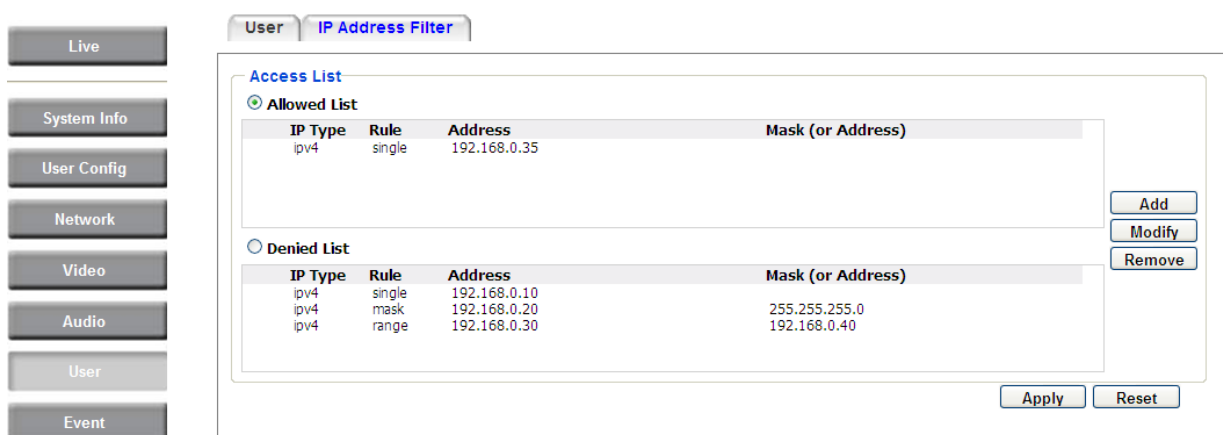 User IP Address Filter
Live
System Info
User Config
Network
Video
Audio
User
Event
Access List
Allowed List
IP Type Rule Address Mask (or Address)
ipv4 single 192.168.0.35
Denied List
IP Type Rule Address Mask (or Address)
ipv4 single 192.168.0.10
ipv4 mask 192.168.0.20 255.255.255.0
ipv4 range 192.168.0.30 192.168.0.40
Add
Modify
Remove
Apply Reset